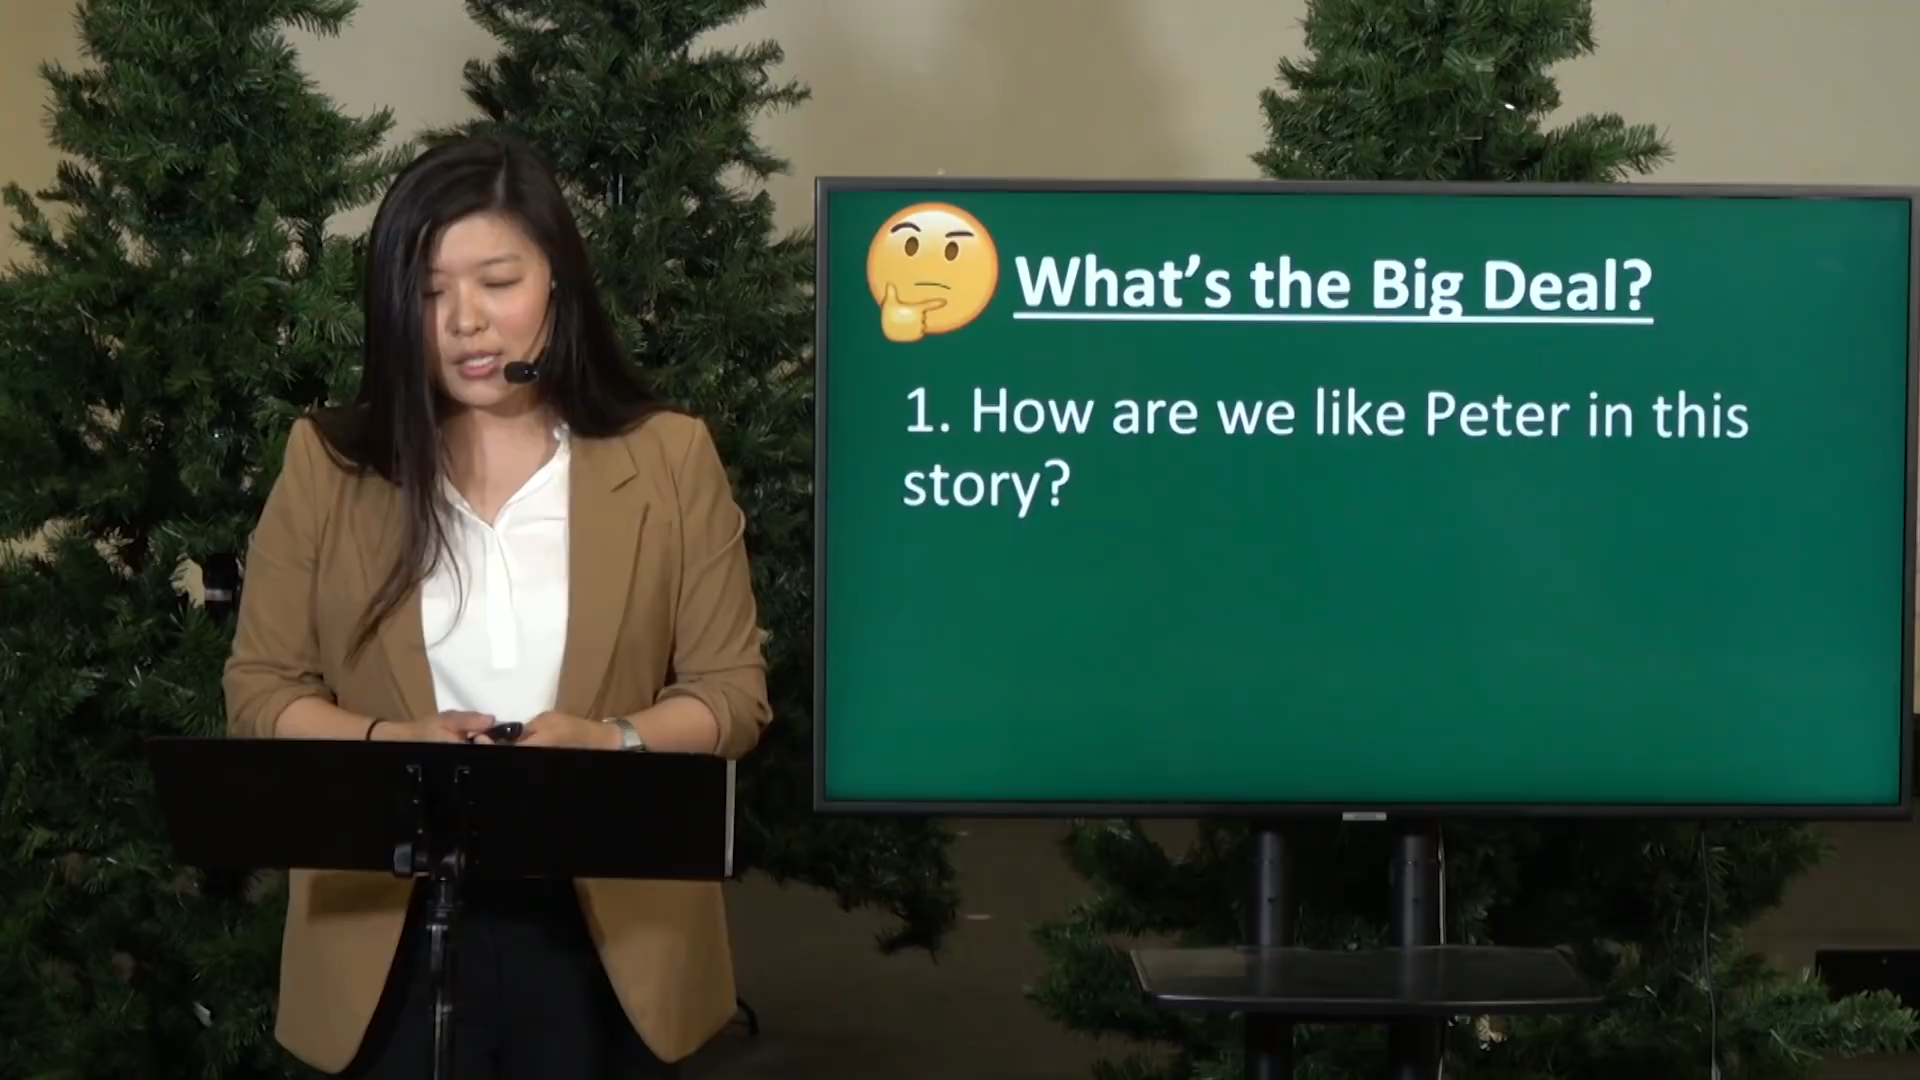 What’s the Big Deal?
1. How are we like Peter in this
story?